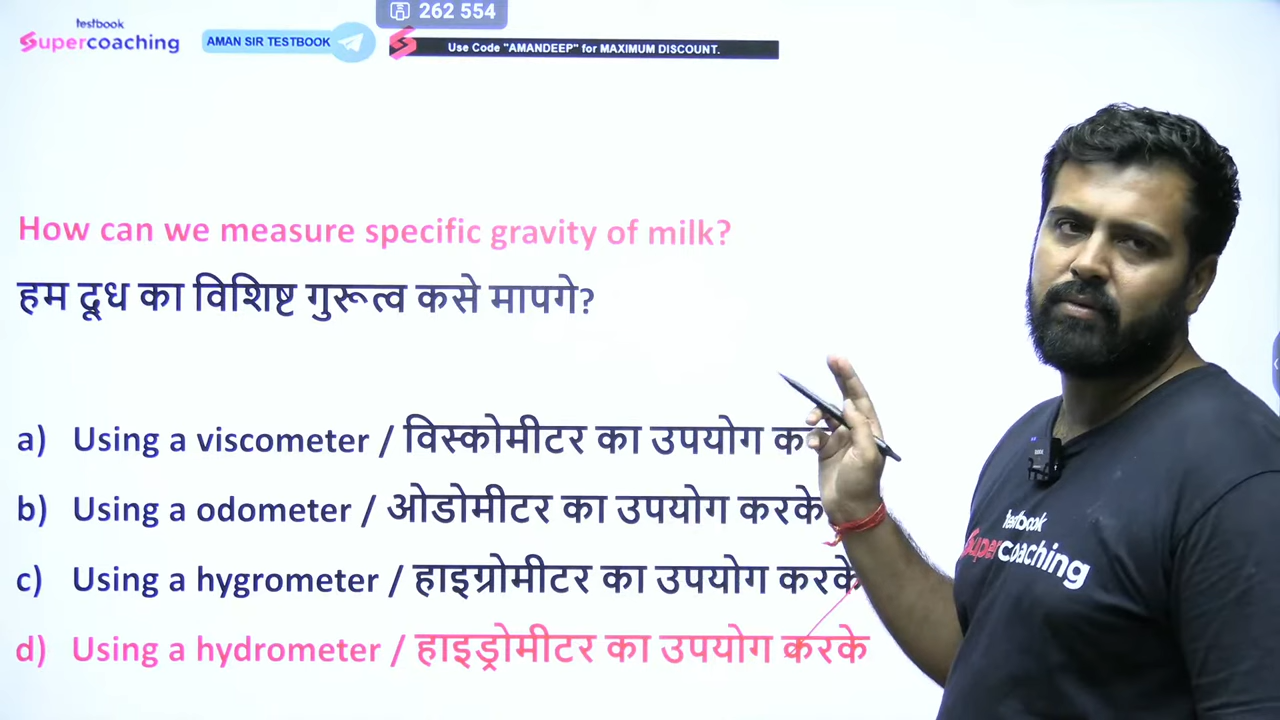 testbook
Supercoaching
AMAN SIR TESTBOOK
262 554
Use Code "AMANDEEP" for MAXIMUM DISCOUNT.
How can we measure specific gravity of milk?
हम दूध का विशिष्ट गुरूत्व कसे मापगे?
a) Using a viscometer / विस्कोमीटर का उपयोग
b) Using a odometer / ओडोमीटर का उपयोग करके
c) Using a hygrometer / हाइग्रोमीटर का उपयोग करके
d) Using a hydrometer / हाइड्रोमीटर का उपयोग करके
testbook
Supercoaching